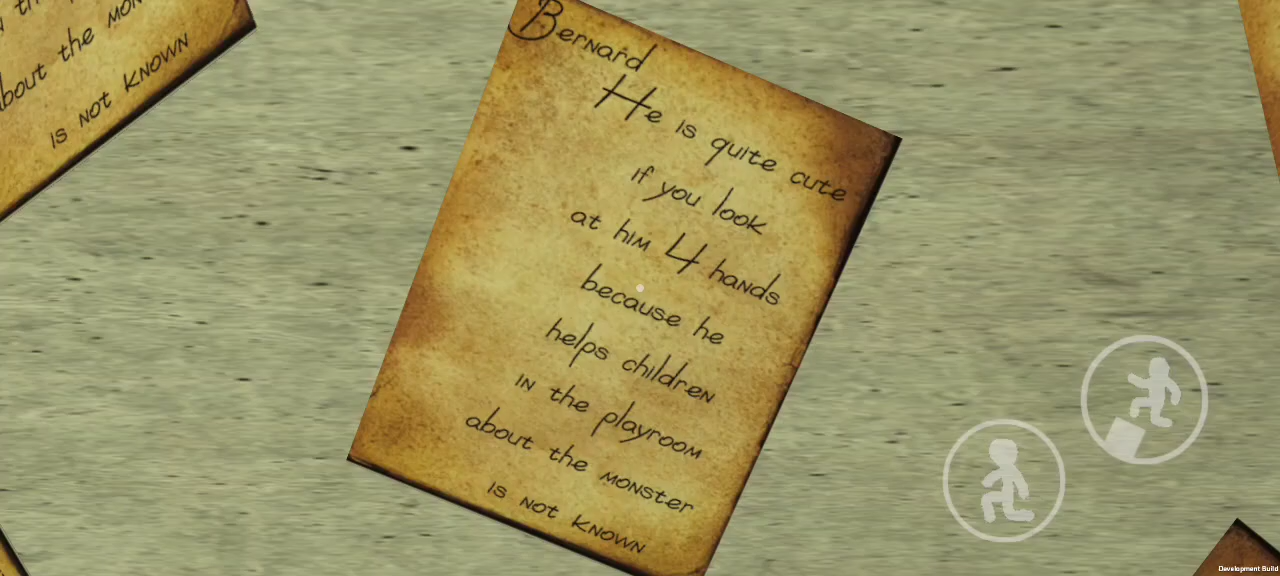 about the mon
is not known
Bernard
He is quite cute
if you look
at him 4 hands
because he
helps children
in the playroom
about the monster
is not known
Development Build